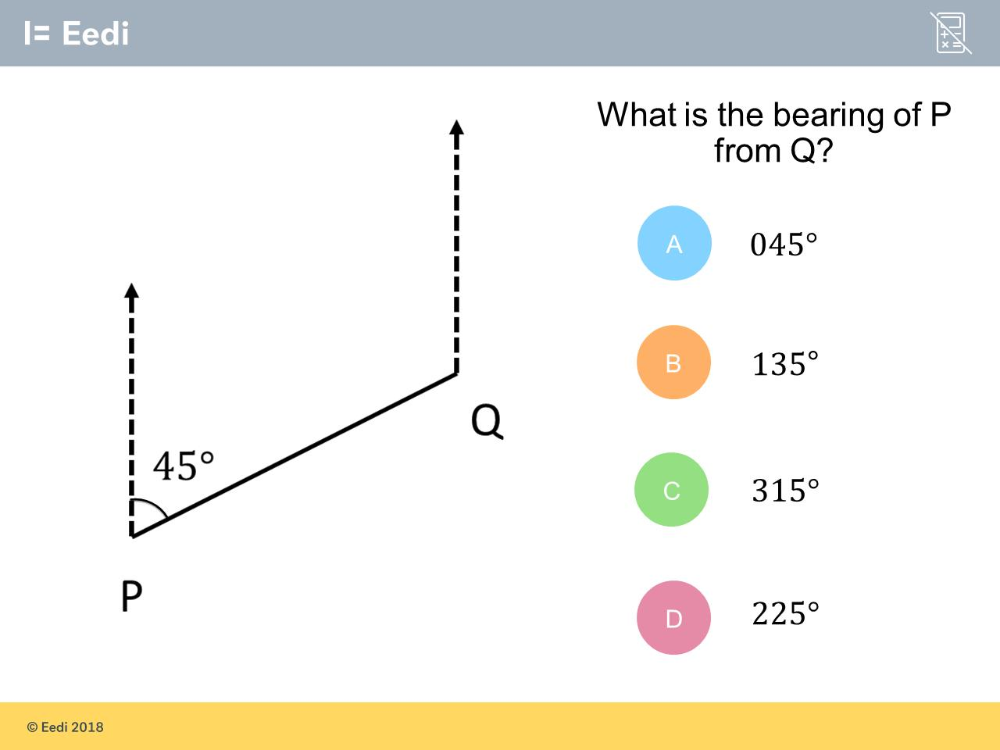 Eedi
What is the bearing of P
from Q?
A 045°
B 135°
C 315°
D 225°
45°
Q
P
© Eedi 2018